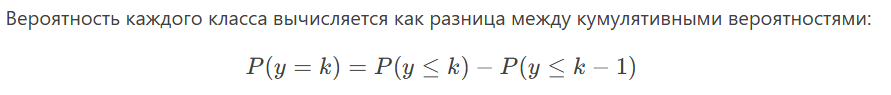 Вероятность каждого класса вычисляется как разница между кумулятивными вероятностями:
P(y = k) = P(y ≤ k) − P(y ≤ k − 1)